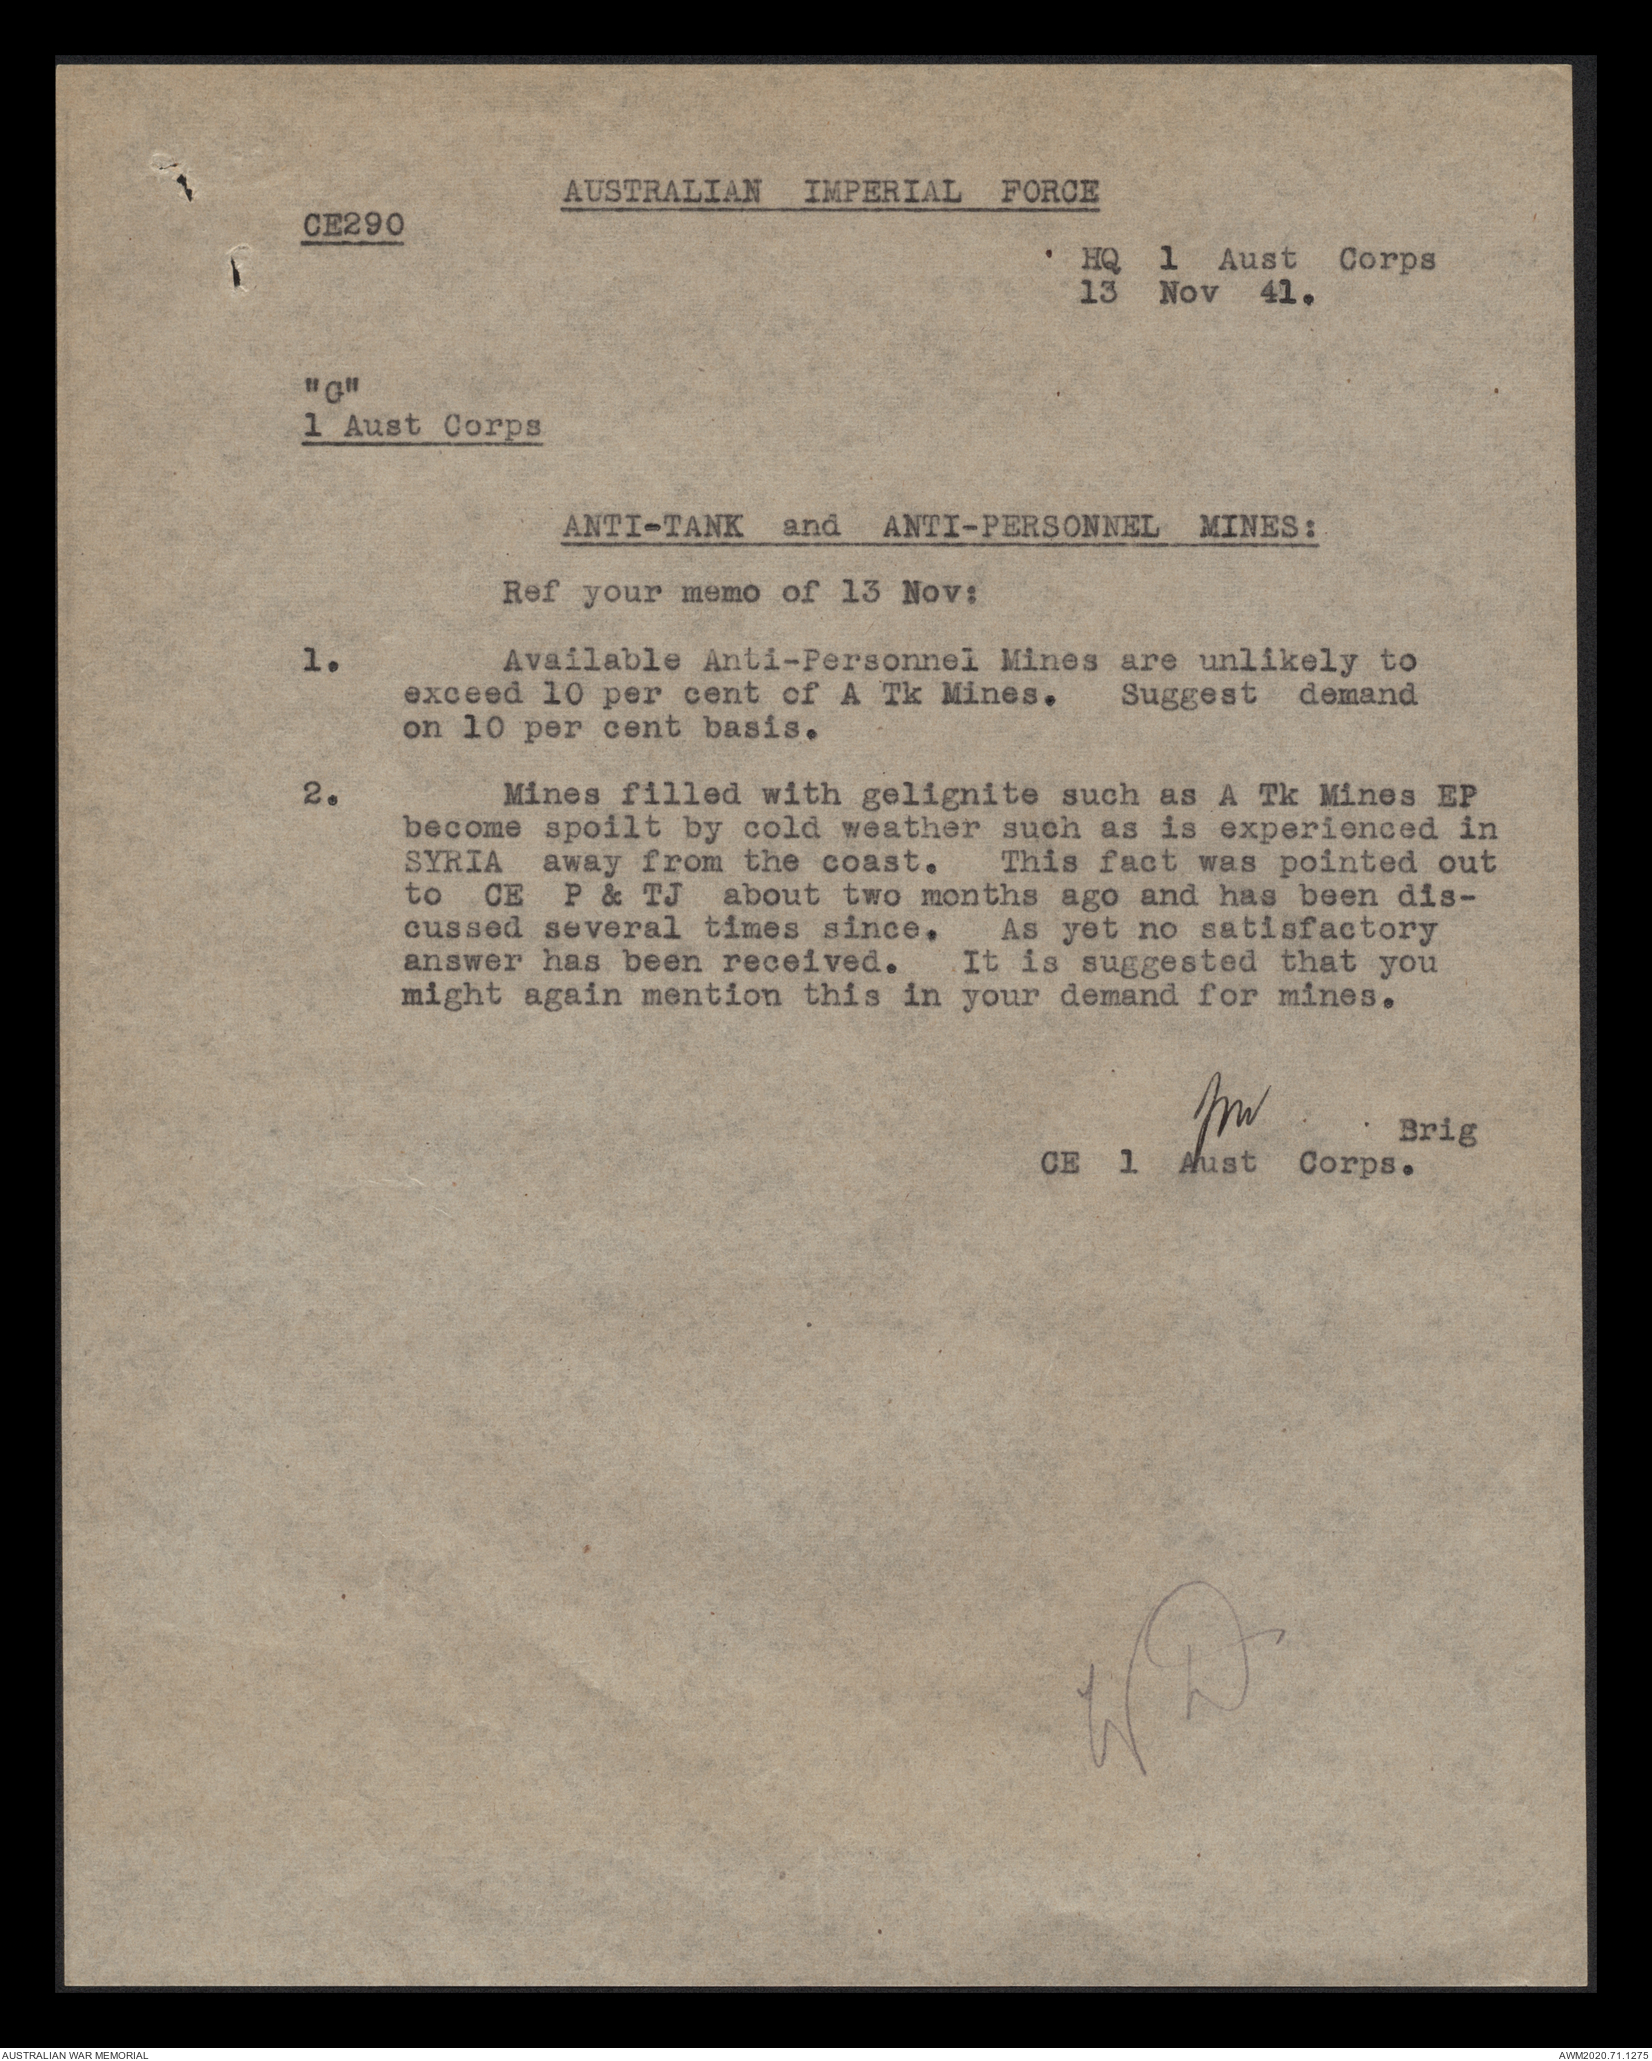 AUSTRALIAN IMPERIAL FORCE
CE290
HQ 1 Aust Corps
13 Nov 41.
"G"
1 Aust Corps
ANTI-TANK and ANTI-PERSONNEL MINES:
Ref your memo of 13 Nov:
1. Available Anti-Personnel Mines are unlikely to
exceed 10 per cent of A Tk Mines. Suggest demand
on 10 per cent basis.
2. Mines filled with gelignite such as A Tk Mines EP
become spoilt by cold weather such as is experienced in
SYRIA away from the coast. This fact was pointed out
to CE P & TJ about two months ago and has been dis-
cussed several times since. As yet no satisfactory
answer has been received. It is suggested that you
might again mention this in your demand for mines.
Brig
CE 1 Aust Corps.
WD
AUSTRALIAN WAR MEMORIAL
AWM2020.71.1275